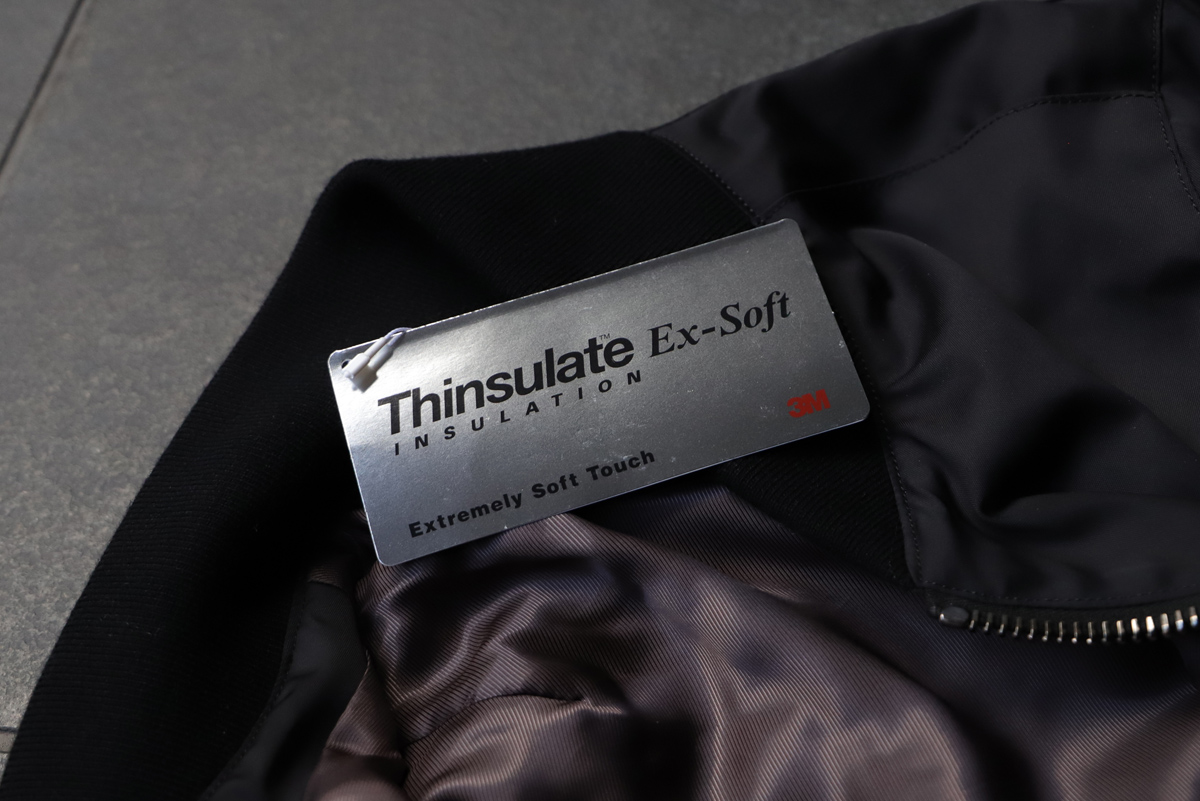 Thinsulate™ Ex-Soft
INSULATION
3M
Extremely Soft Touch